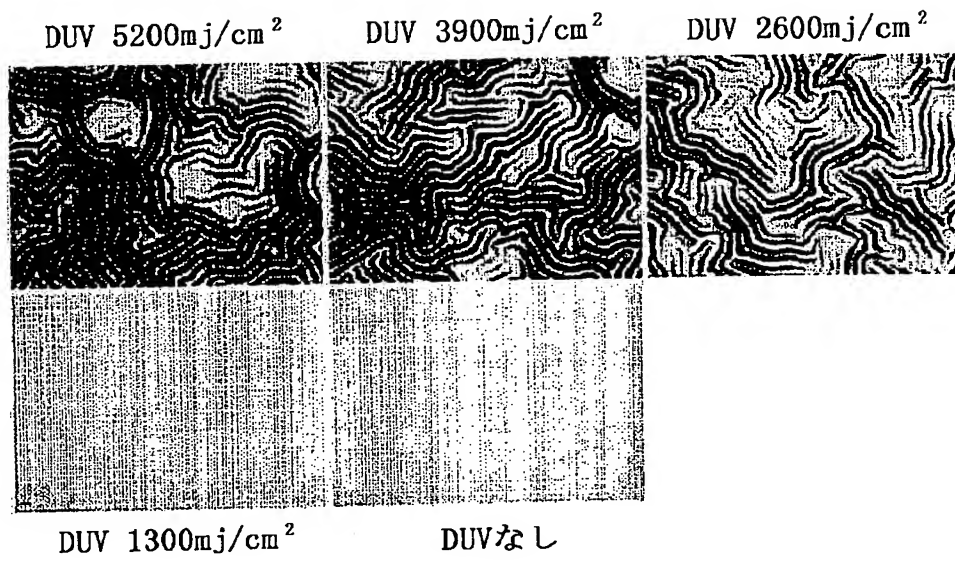 DUV 5200mj/cm²
DUV 3900mj/cm²
DUV 2600mj/cm²
DUV 1300mj/cm²
DUVなし